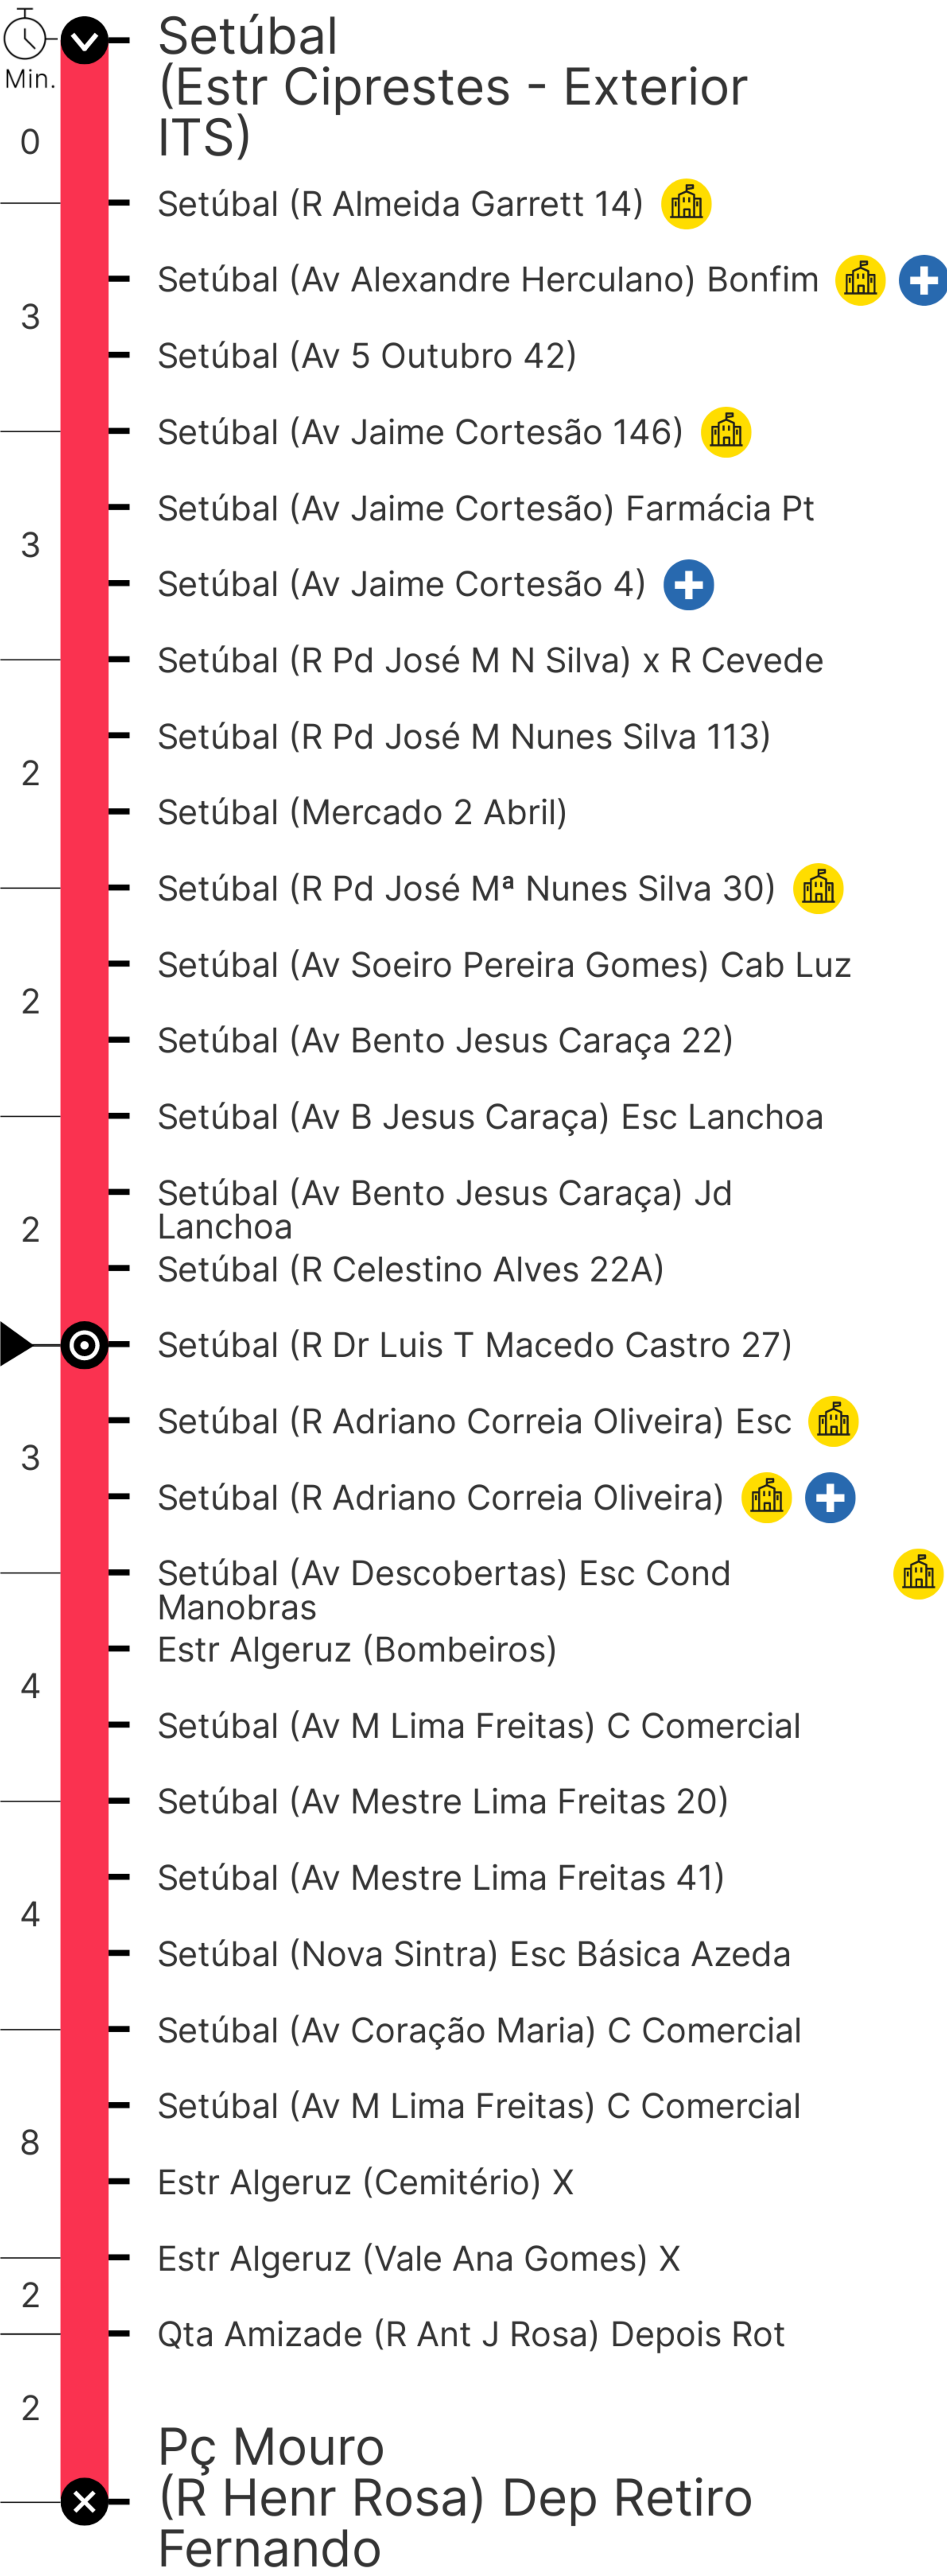 Setúbal
(Estr Ciprestes - Exterior
ITS)
Min.
0
Setúbal (R Almeida Garrett 14)
Setúbal (Av Alexandre Herculano) Bonfim
3
Setúbal (Av 5 Outubro 42)
Setúbal (Av Jaime Cortesão 146)
Setúbal (Av Jaime Cortesão) Farmácia Pt
3
Setúbal (Av Jaime Cortesão 4)
Setúbal (R Pd José M N Silva) x R Cevede
Setúbal (R Pd José M Nunes Silva 113)
2
Setúbal (Mercado 2 Abril)
Setúbal (R Pd José Mª Nunes Silva 30)
Setúbal (Av Soeiro Pereira Gomes) Cab Luz
2
Setúbal (Av Bento Jesus Caraça 22)
Setúbal (Av B Jesus Caraça) Esc Lanchoa
Setúbal (Av Bento Jesus Caraça) Jd
Lanchoa
2
Setúbal (R Celestino Alves 22A)
Setúbal (R Dr Luis T Macedo Castro 27)
Setúbal (R Adriano Correia Oliveira) Esc
3
Setúbal (R Adriano Correia Oliveira)
Setúbal (Av Descobertas) Esc Cond
Manobras
Estr Algeruz (Bombeiros)
4
Setúbal (Av M Lima Freitas) C Comercial
Setúbal (Av Mestre Lima Freitas 20)
Setúbal (Av Mestre Lima Freitas 41)
4
Setúbal (Nova Sintra) Esc Básica Azeda
Setúbal (Av Coração Maria) C Comercial
Setúbal (Av M Lima Freitas) C Comercial
8
Estr Algeruz (Cemitério) X
Estr Algeruz (Vale Ana Gomes) X
2
Qta Amizade (R Ant J Rosa) Depois Rot
2
Pç Mouro
(R Henr Rosa) Dep Retiro
Fernando